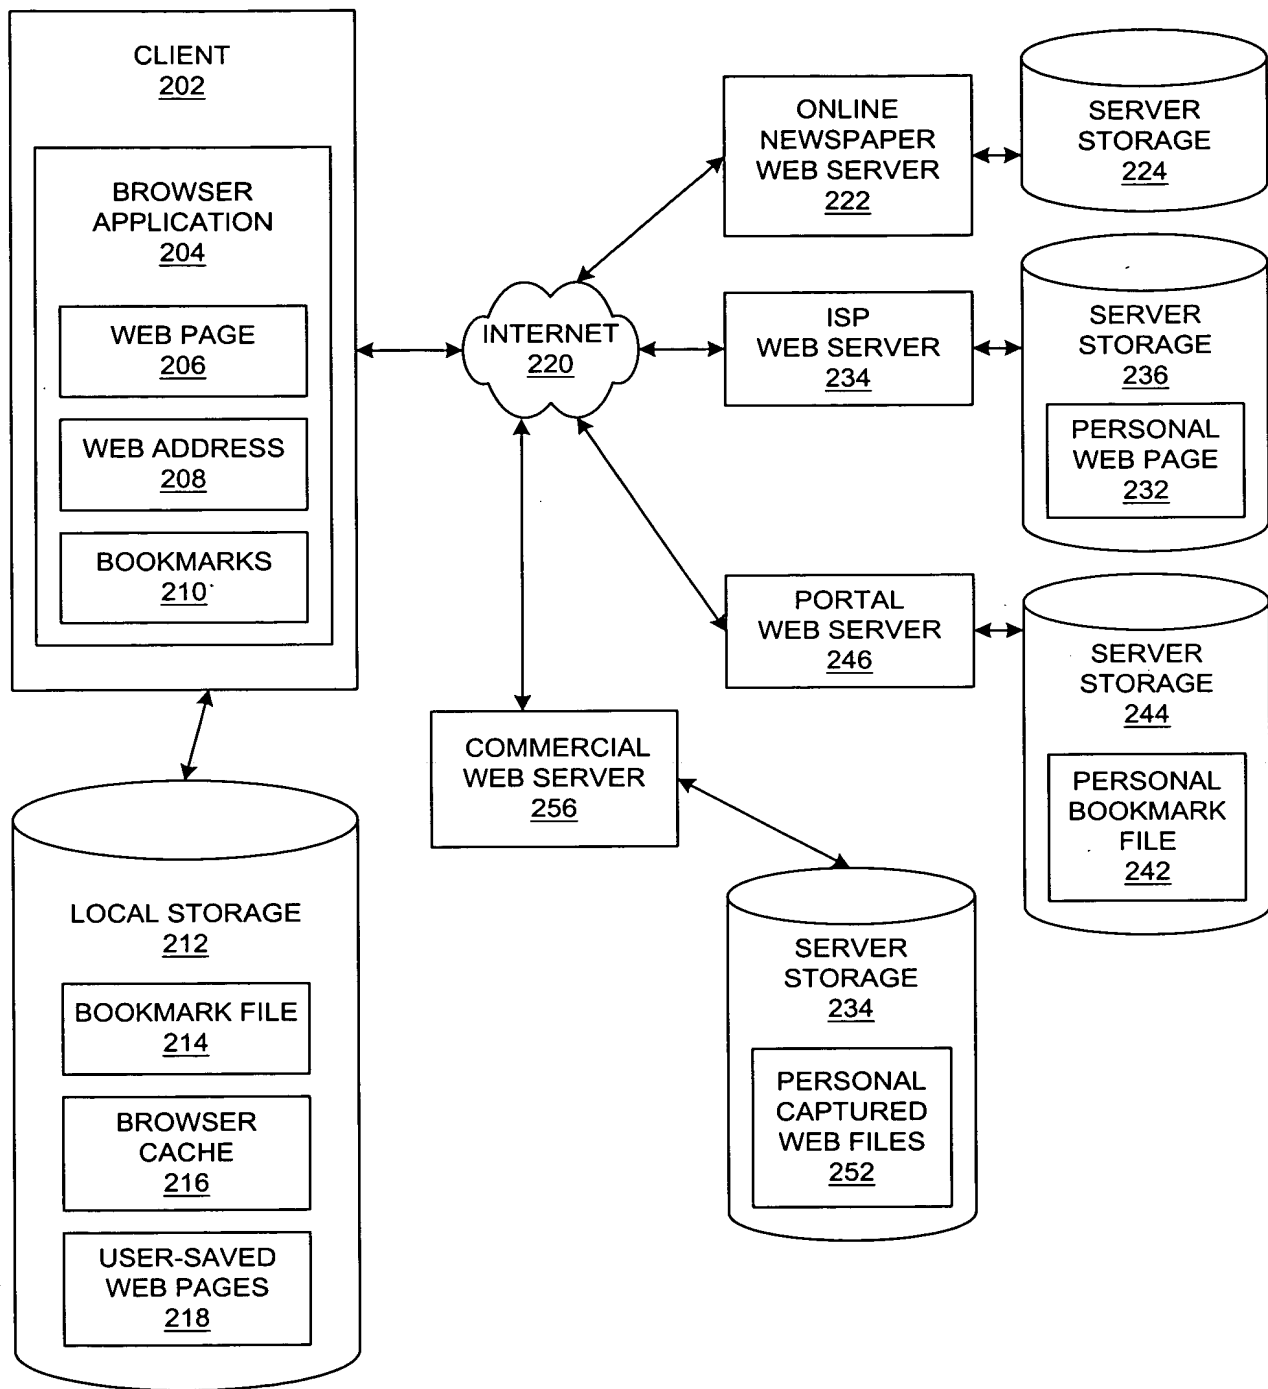 CLIENT
202
BROWSER
APPLICATION
204
WEB PAGE
206
WEB ADDRESS
208
BOOKMARKS
210
LOCAL STORAGE
212
BOOKMARK FILE
214
BROWSER
CACHE
216
USER-SAVED
WEB PAGES
218
INTERNET
220
ONLINE
NEWSPAPER
WEB SERVER
222
SERVER
STORAGE
224
ISP
WEB SERVER
234
SERVER
STORAGE
236
PERSONAL
WEB PAGE
232
PORTAL
WEB SERVER
246
SERVER
STORAGE
244
PERSONAL
BOOKMARK
FILE
242
COMMERCIAL
WEB SERVER
256
SERVER
STORAGE
234
PERSONAL
CAPTURED
WEB FILES
252